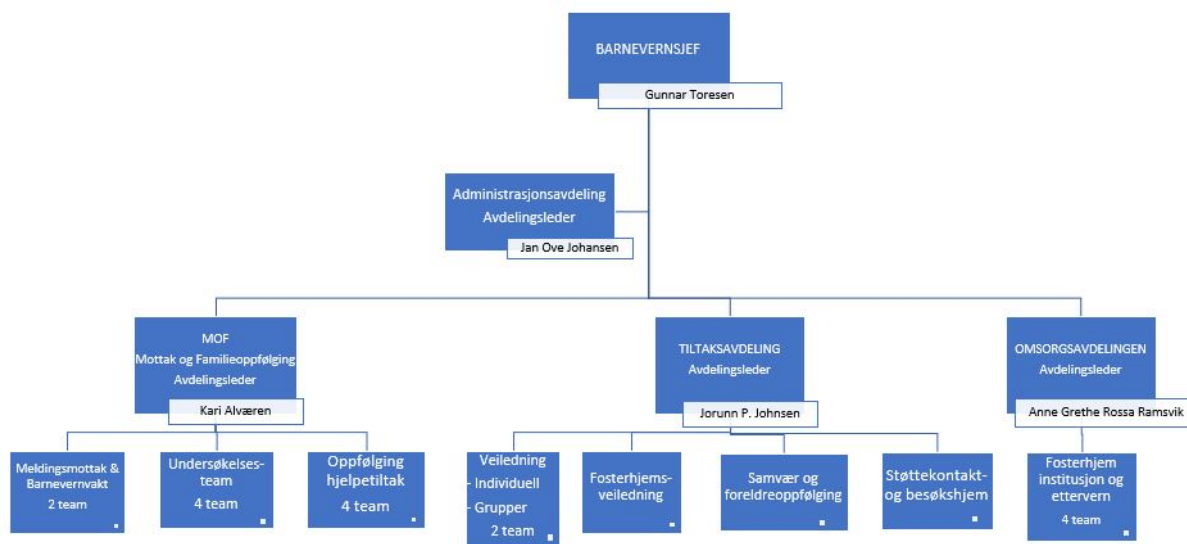 BARNEVERNSJEF
Gunnar Toresen
Administrasjonsavdeling
Avdelingsleder
Jan Ove Johansen
MOF
Mottak og Familieoppfølging
Avdelingsleder
Kari Alværen
TILTAKSAVDELING
Avdelingsleder
Jorunn P. Johnsen
OMSORGSAVDELINGEN
Avdelingsleder
Anne Grethe Rossa Ramsvik
Meldingsmottak &
Barnevernvakt
2 team
Undersøkelses-
team
4 team
Oppfølging
hjelpetiltak
4 team
Veiledning
- Individuell
- Grupper
2 team
Fosterhjems-
veiledning
Samvær og
foreldreoppfølging
Støttekontakt-
og besøkshjem
Fosterhjem
institusjon og
ettervern
4 team